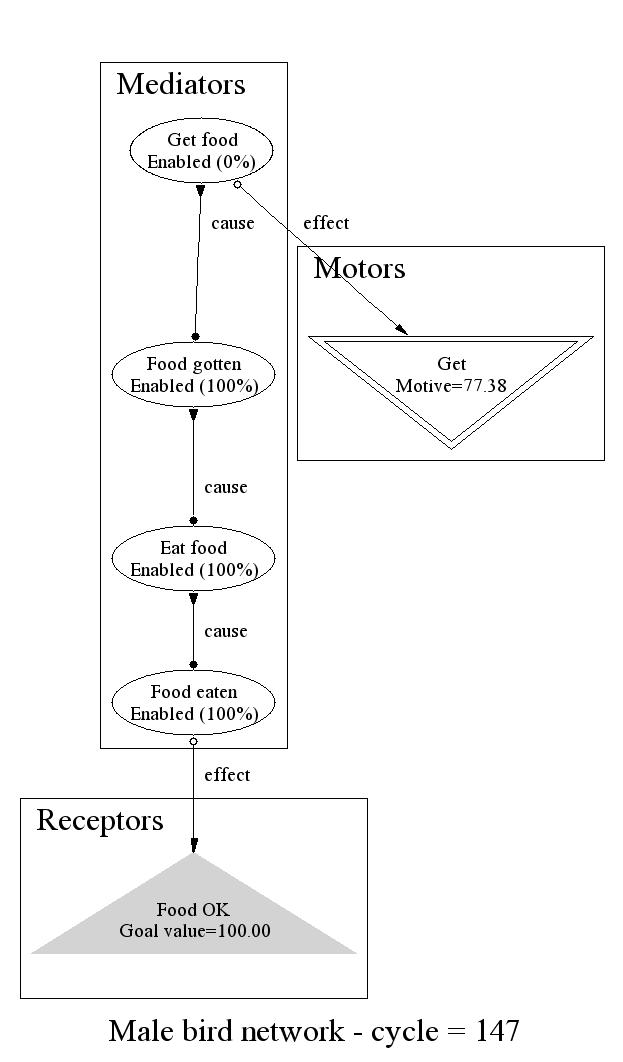 Mediators
Get food
Enabled (0%)
cause
effect
Motors
Food gotten
Enabled (100%)
Get
Motive=77.38
cause
Eat food
Enabled (100%)
cause
Food eaten
Enabled (100%)
effect
Receptors
Food OK
Goal value=100.00
Male bird network - cycle = 147